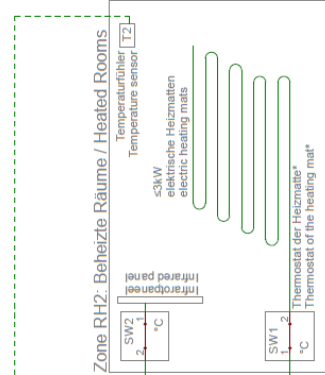 Zone RH2: Beheizte Räume / Heated Rooms
T2
Temperaturfühler
Temperature sensor
≤3kW
elektrische Heizmatten
electric heating mats
Infrarotpaneel
Infrared panel
SW2
2 1
°C
Thermostat der Heizmatte*
Thermostat of the heating mat*
SW1
1 2
°C